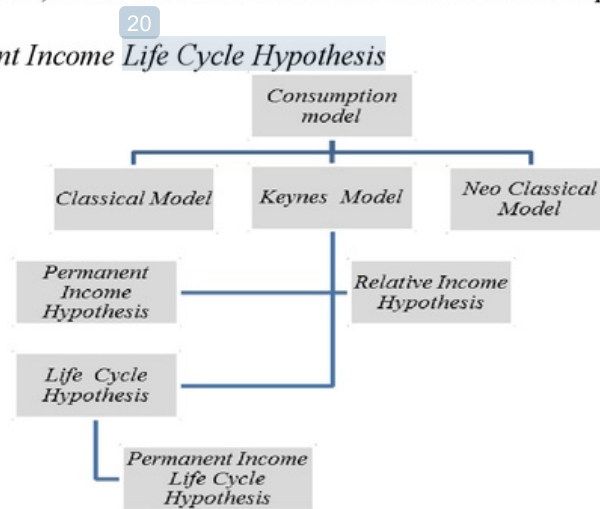 20
nt Income Life Cycle Hypothesis
Consumption
model
Classical Model
Keynes Model
Neo Classical
Model
Permanent
Income
Hypothesis
Relative Income
Hypothesis
Life Cycle
Hypothesis
Permanent Income
Life Cycle
Hypothesis